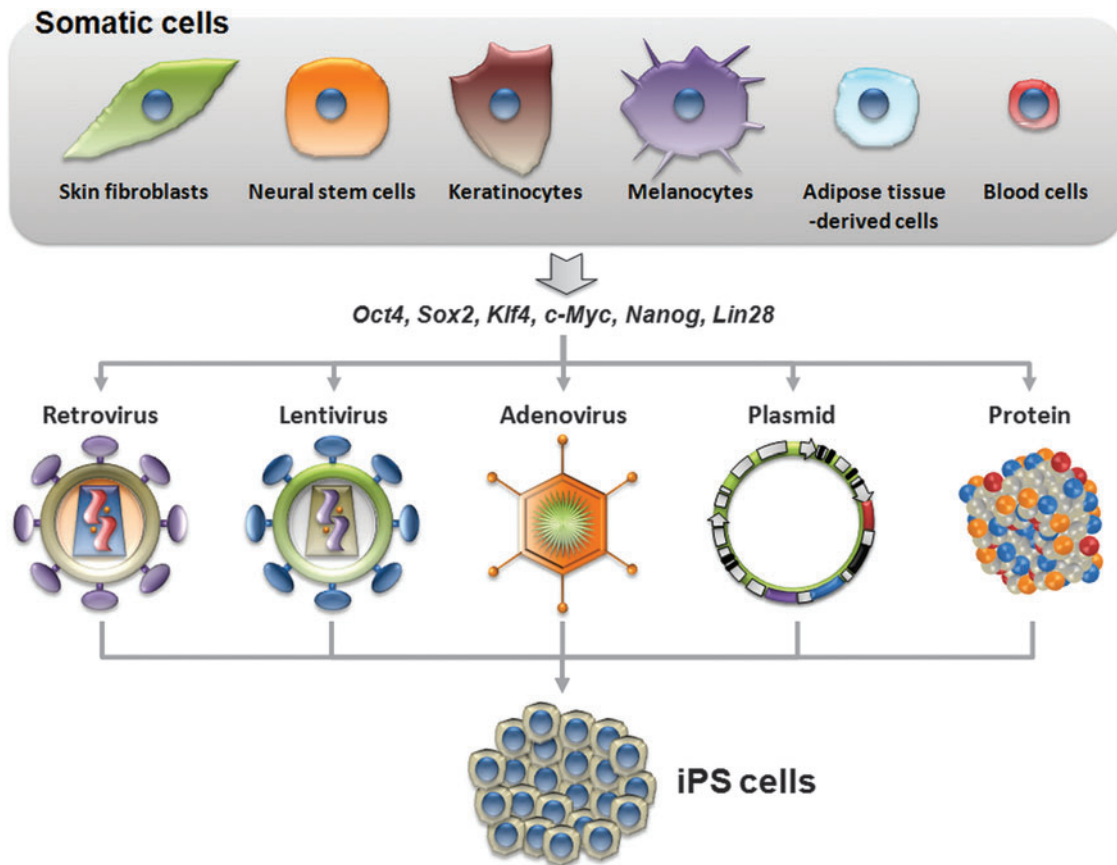 Somatic cells
Skin fibroblasts
Neural stem cells
Keratinocytes
Melanocytes
Adipose tissue
-derived cells
Blood cells
Oct4, Sox2, Klf4, c-Myc, Nanog, Lin28
Retrovirus
Lentivirus
Adenovirus
Plasmid
Protein
iPS cells